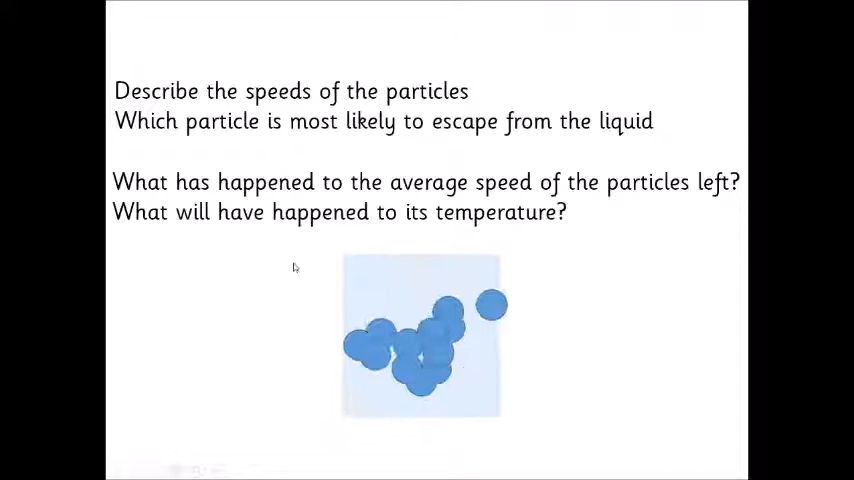 Describe the speeds of the particles
Which particle is most likely to escape from the liquid
What has happened to the average speed of the particles left?
What will have happened to its temperature?